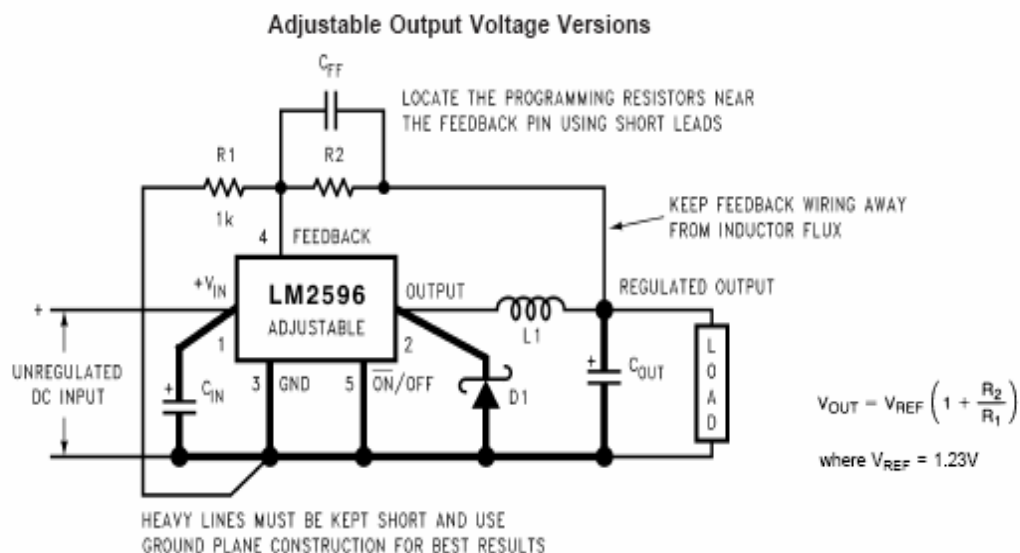 Adjustable Output Voltage Versions
CFF
LOCATE THE PROGRAMMING RESISTORS NEAR
THE FEEDBACK PIN USING SHORT LEADS
R1
R2
1k
4
FEEDBACK
KEEP FEEDBACK WIRING AWAY
FROM INDUCTOR FLUX
+VIN
LM2596
ADJUSTABLE
OUTPUT
REGULATED OUTPUT
+
1
2
L1
UNREGULATED
DC INPUT
+
CIN
3
GND
5
ON/OFF
D1
+
COUT
LOAD
VOUT = VREF (1 + R2/R1)
where VREF = 1.23V
HEAVY LINES MUST BE KEPT SHORT AND USE
GROUND PLANE CONSTRUCTION FOR BEST RESULTS